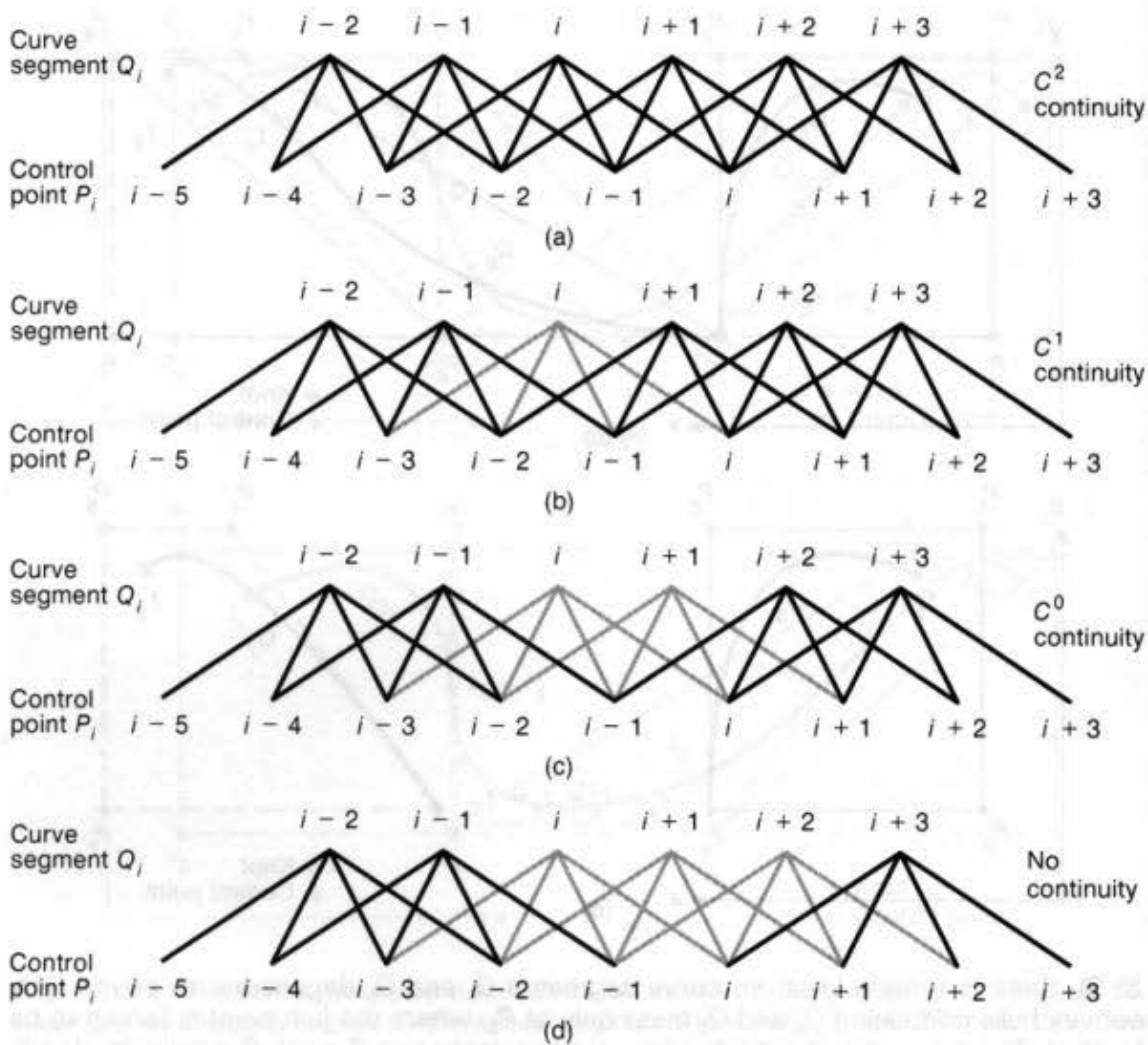 i − 2 i − 1 i i + 1 i + 2 i + 3
Curve
segment Q_i
C^2
continuity
Control
point P_i i − 5 i − 4 i − 3 i − 2 i − 1 i i + 1 i + 2 i + 3
(a)
i − 2 i − 1 i i + 1 i + 2 i + 3
Curve
segment Q_i
C^1
continuity
Control
point P_i i − 5 i − 4 i − 3 i − 2 i − 1 i i + 1 i + 2 i + 3
(b)
i − 2 i − 1 i i + 1 i + 2 i + 3
Curve
segment Q_i
C^0
continuity
Control
point P_i i − 5 i − 4 i − 3 i − 2 i − 1 i i + 1 i + 2 i + 3
(c)
i − 2 i − 1 i i + 1 i + 2 i + 3
Curve
segment Q_i
No
continuity
Control
point P_i i − 5 i − 4 i − 3 i − 2 i − 1 i i + 1 i + 2 i + 3
(d)